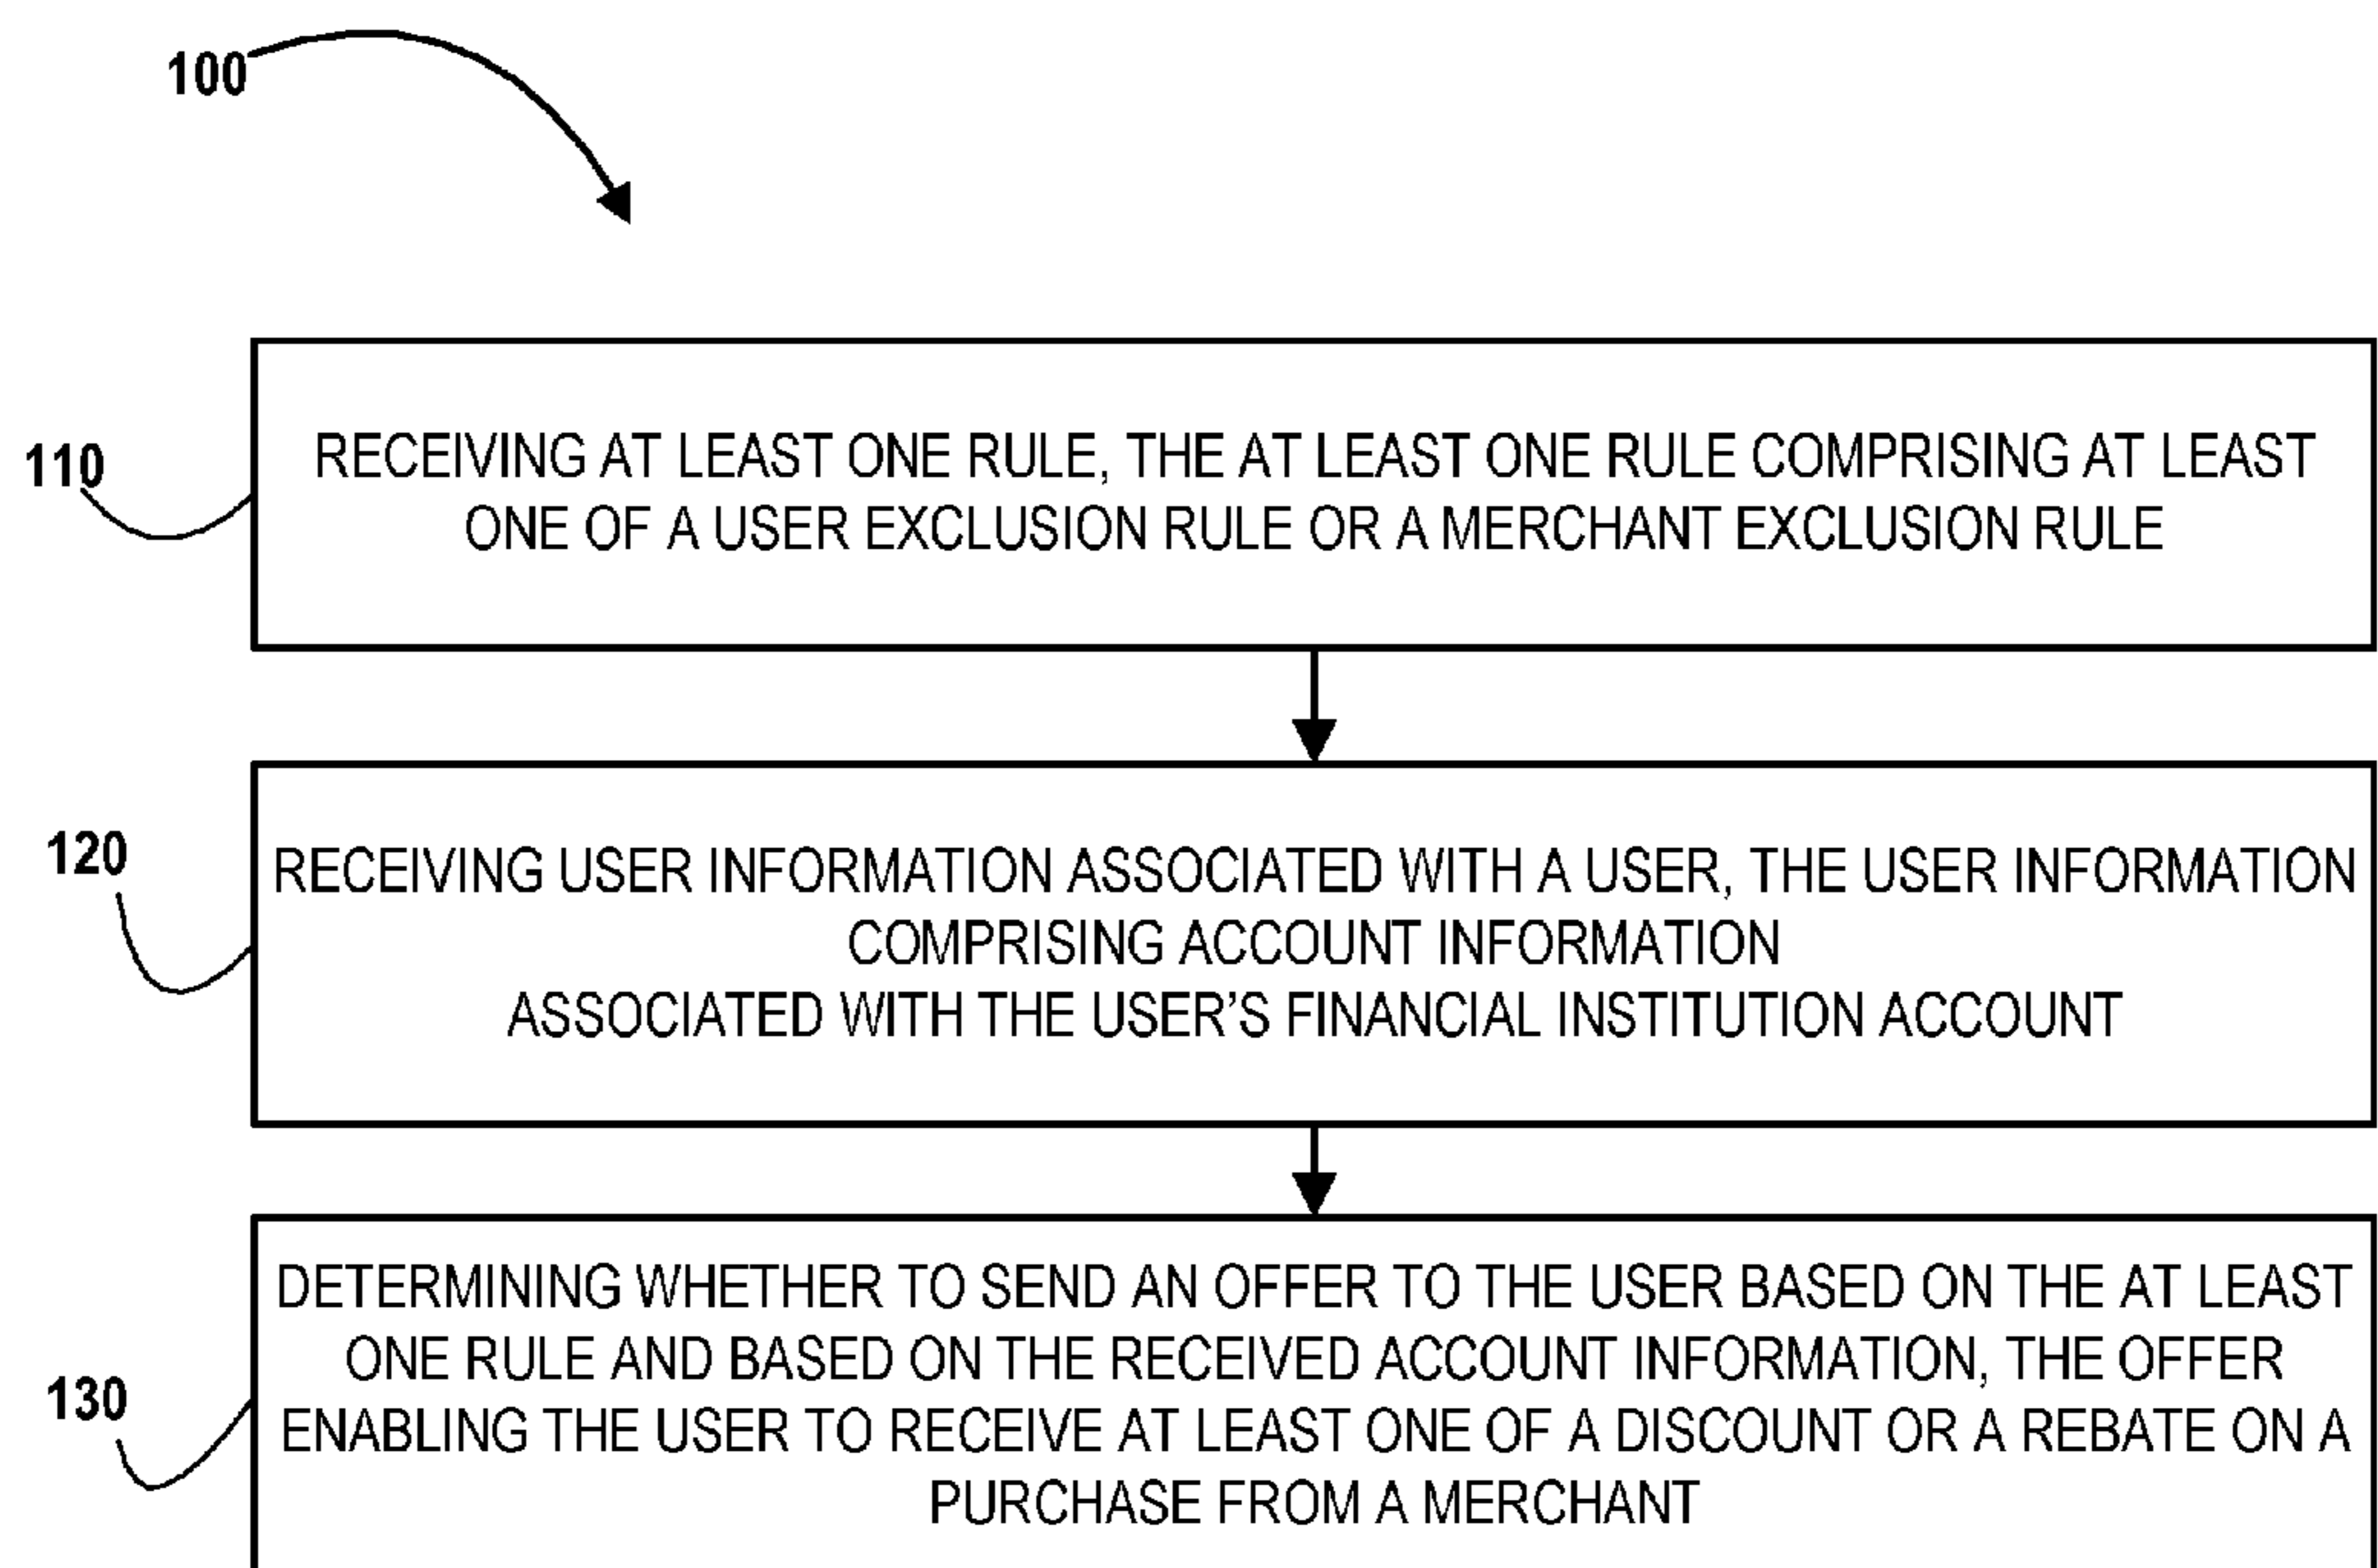 100
110
RECEIVING AT LEAST ONE RULE, THE AT LEAST ONE RULE COMPRISING AT LEAST
ONE OF A USER EXCLUSION RULE OR A MERCHANT EXCLUSION RULE
120
RECEIVING USER INFORMATION ASSOCIATED WITH A USER, THE USER INFORMATION
COMPRISING ACCOUNT INFORMATION
ASSOCIATED WITH THE USER'S FINANCIAL INSTITUTION ACCOUNT
130
DETERMINING WHETHER TO SEND AN OFFER TO THE USER BASED ON THE AT LEAST
ONE RULE AND BASED ON THE RECEIVED ACCOUNT INFORMATION, THE OFFER
ENABLING THE USER TO RECEIVE AT LEAST ONE OF A DISCOUNT OR A REBATE ON A
PURCHASE FROM A MERCHANT